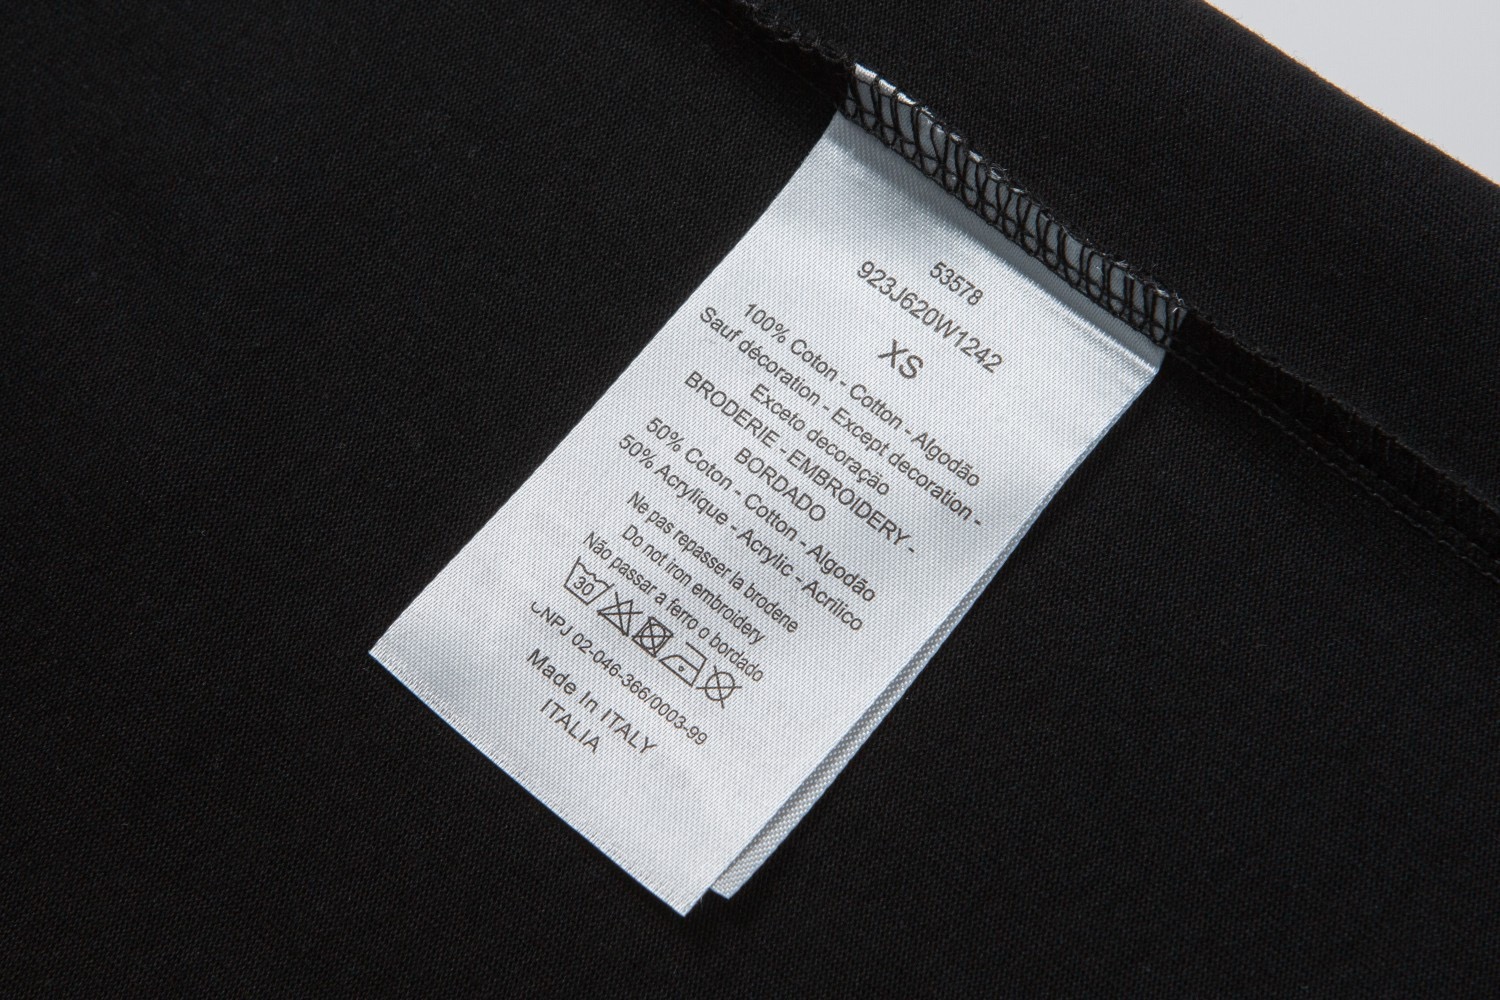 53578
923J620W1242
XS
100% Coton - Cotton - Algodão
Sauf décoration - Except decoration -
Exceto decoração
BRODERIE - EMBROIDERY -
BORDADO
50% Coton - Cotton - Algodão
50% Acrylique - Acrylic - Acrilico
Ne pas repasser la brodene
Do not iron embroidery
Não passar a ferro o bordado
30
CNPJ 02-046-366/0003-99
Made In ITALY
ITALIA